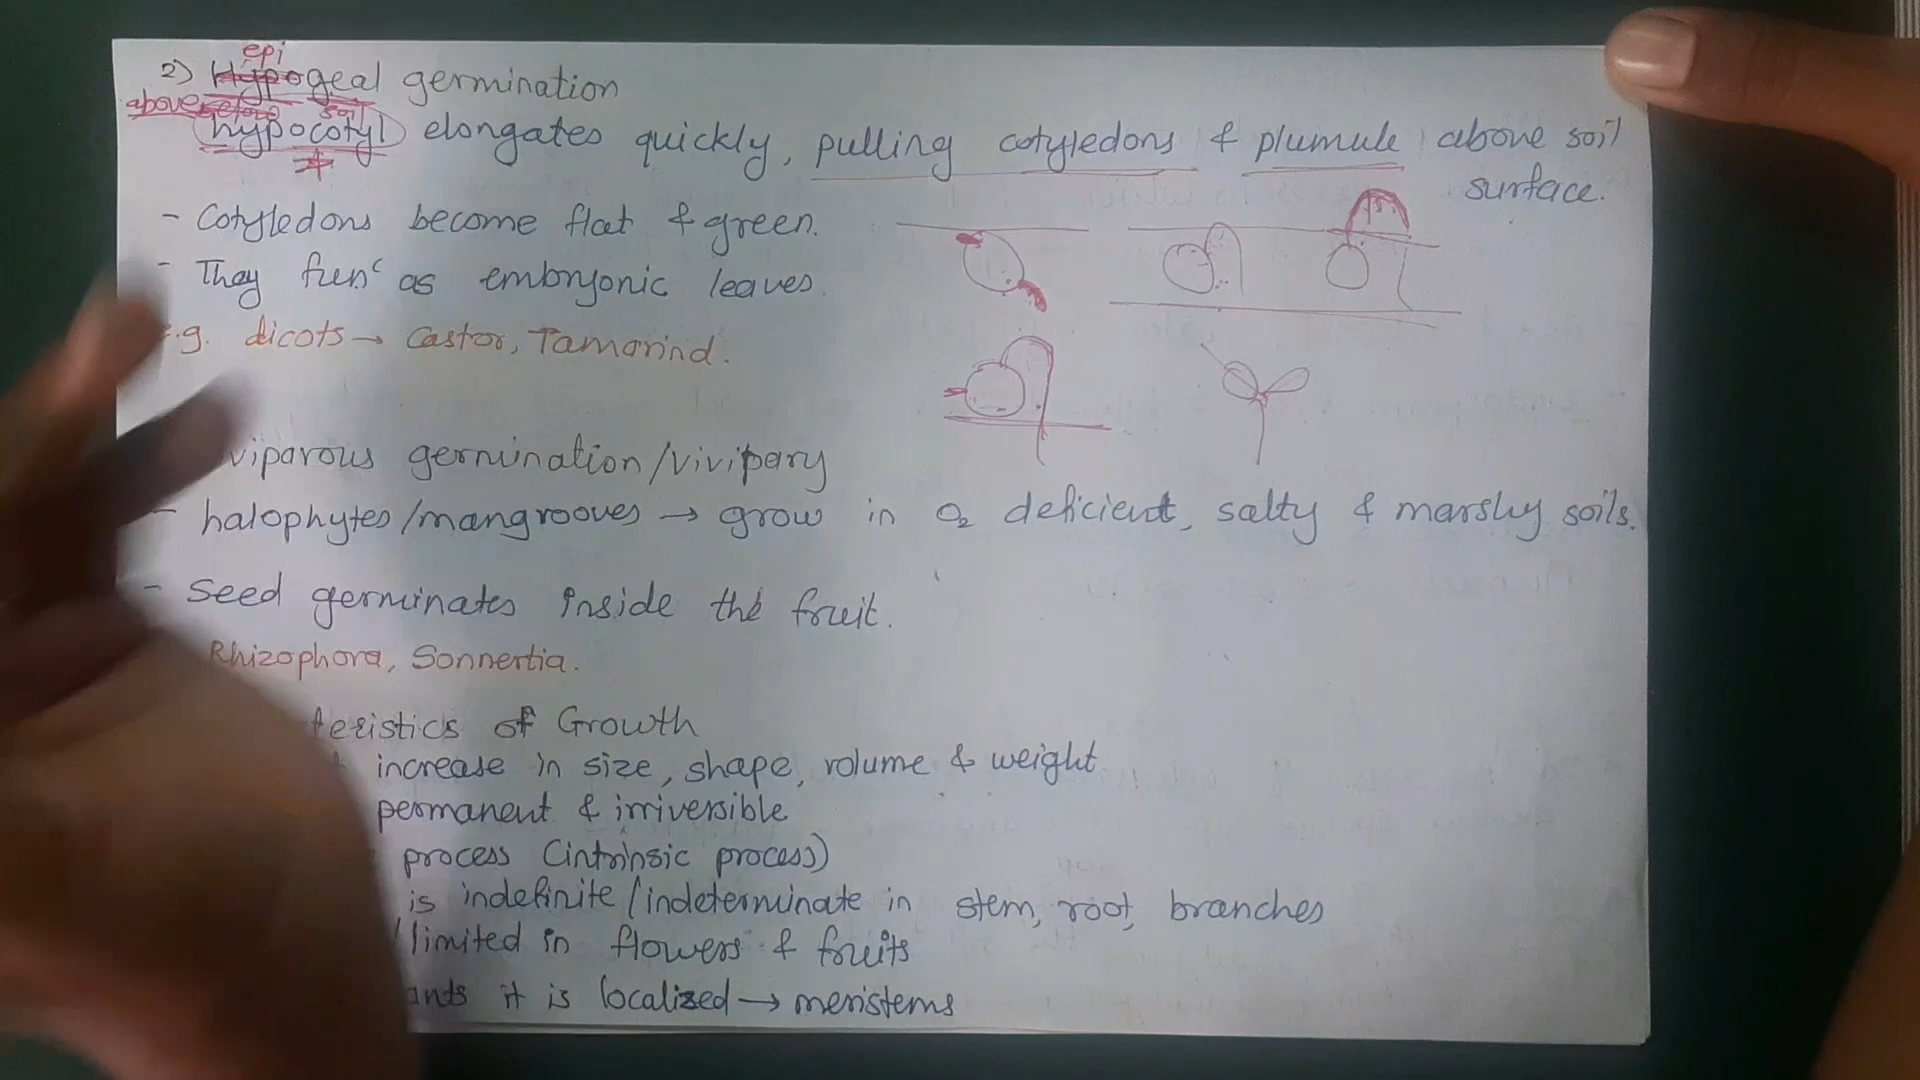 epi
2) Hypogeal germination
above before soil
hypocotyl elongates quickly, pulling cotyledons & plumule above soil
surface.
- Cotyledons become flat & green.
- They funᶜ as embryonic leaves.
.g. dicots → Castor, Tamarind.
viparous germination/vivipary
- halophytes/mangrooves → grow in O₂ deficient, salty & marshy soils.
- Seed germinates inside the fruit.
Rhizophora, Sonnertia.
teristics of Growth
increase in size, shape, volume & weight
permanent & irriversible
process (intrinsic process)
is indefinite/indeterminate in stem, root, branches
/limited in flowers & fruits
ants it is localized → meristems